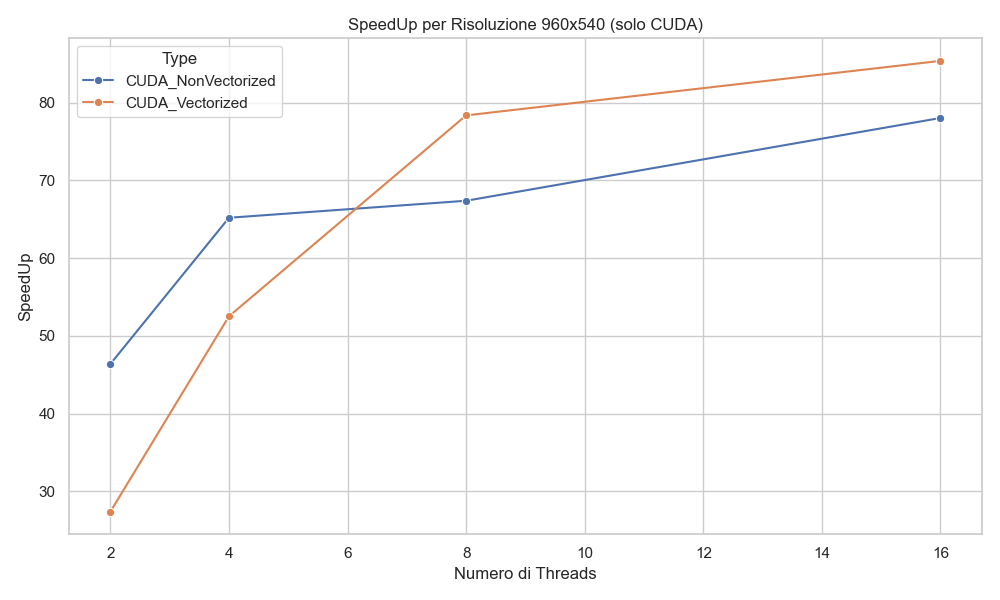 SpeedUp per Risoluzione 960x540 (solo CUDA)
Type
CUDA_NonVectorized
CUDA_Vectorized
SpeedUp
80
70
60
50
40
30
2 4 6 8 10 12 14 16
Numero di Threads